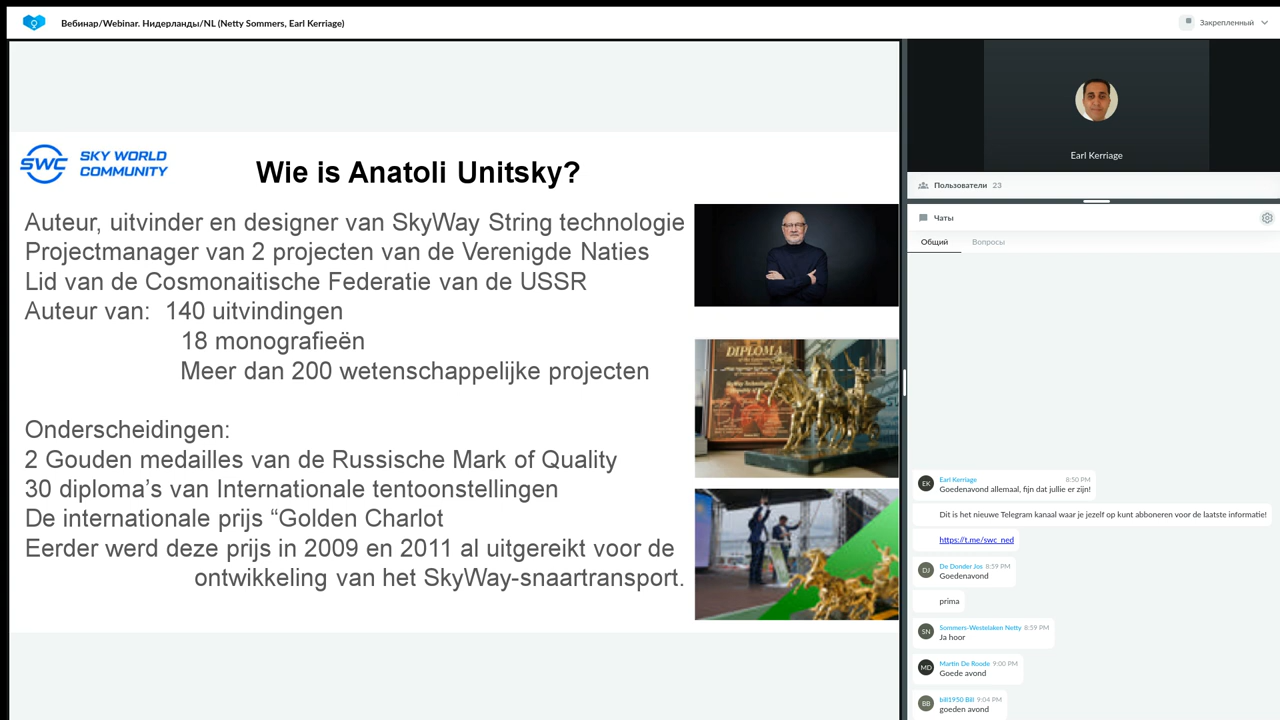 Вебинар/Webinar. Нидерланды/NL (Netty Sommers, Earl Kerriage)
Закрепленный
SWC SKY WORLD
COMMUNITY
Wie is Anatoli Unitsky?
Auteur, uitvinder en designer van SkyWay String technologie
Projectmanager van 2 projecten van de Verenigde Naties
Lid van de Cosmonaitische Federatie van de USSR
Auteur van: 140 uitvindingen
18 monografieën
Meer dan 200 wetenschappelijke projecten
Onderscheidingen:
2 Gouden medailles van de Russische Mark of Quality
30 diploma’s van Internationale tentoonstellingen
De internationale prijs “Golden Charlot
Eerder werd deze prijs in 2009 en 2011 al uitgereikt voor de
ontwikkeling van het SkyWay-snaartransport.
DIPLOMA
Earl Kerriage
Пользователи 23
Чаты
Общий Вопросы
EK Earl Kerriage 8:50 PM
Goedenavond allemaal, fijn dat jullie er zijn!
Dit is het nieuwe Telegram kanaal waar je jezelf op kunt abboneren voor de laatste informatie!
https://t.me/swc_ned
DJ De Donder Jos 8:59 PM
Goedenavond
prima
SN Sommers-Westelaken Netty 8:59 PM
Ja hoor
MD Martin De Roode 9:00 PM
Goede avond
BB bill1950 Bill 9:04 PM
goeden avond